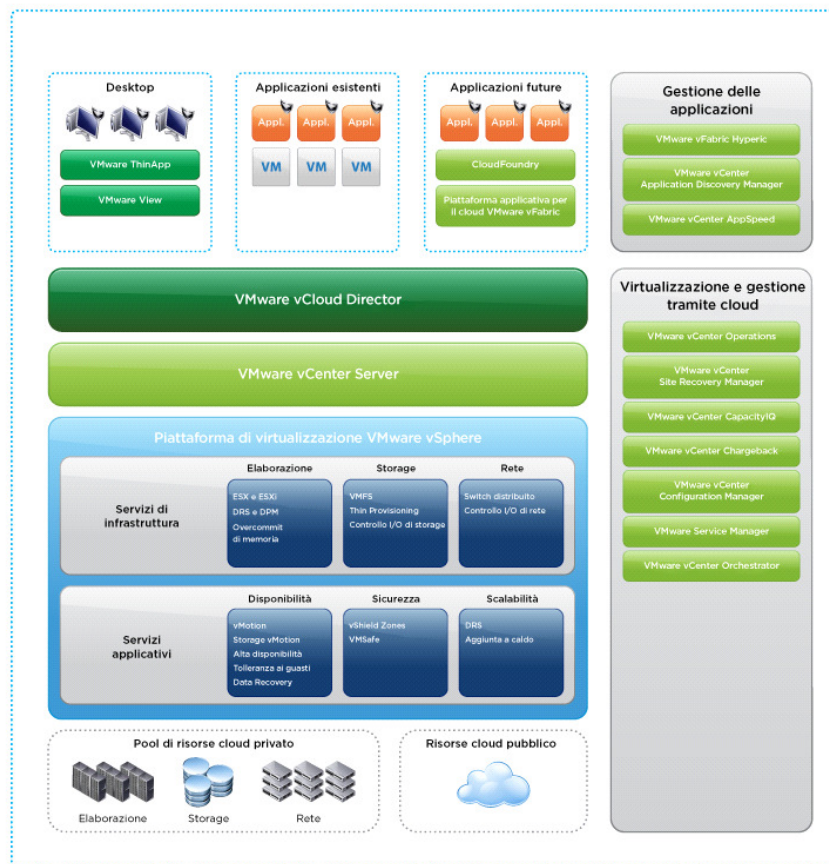 Desktop
VMware ThinApp
VMware View
Applicazioni esistenti
Appl. Appl. Appl.
VM VM VM
Applicazioni future
Appl. Appl. Appl.
CloudFoundry
Piattaforma applicativa per
il cloud VMware vFabric
Gestione delle
applicazioni
VMware vFabric Hyperic
VMware vCenter
Application Discovery Manager
VMware vCenter AppSpeed
VMware vCloud Director
VMware vCenter Server
Piattaforma di virtualizzazione VMware vSphere
Servizi di
infrastruttura
Elaborazione
ESX e ESXi
DRS e DPM
Overcommit
di memoria
Storage
VMFS
Thin Provisioning
Controllo I/O di storage
Rete
Switch distribuito
Controllo I/O di rete
Servizi
applicativi
Disponibilità
vMotion
Storage vMotion
Alta disponibilità
Tolleranza ai guasti
Data Recovery
Sicurezza
vShield Zones
VMSafe
Scalabilità
DRS
Aggiunta a caldo
Virtualizzazione e gestione
tramite cloud
VMware vCenter Operations
VMware vCenter
Site Recovery Manager
VMware vCenter CapacityIQ
VMware vCenter Chargeback
VMware vCenter
Configuration Manager
VMware Service Manager
VMware vCenter Orchestrator
Pool di risorse cloud privato
Elaborazione
Storage
Rete
Risorse cloud pubblico